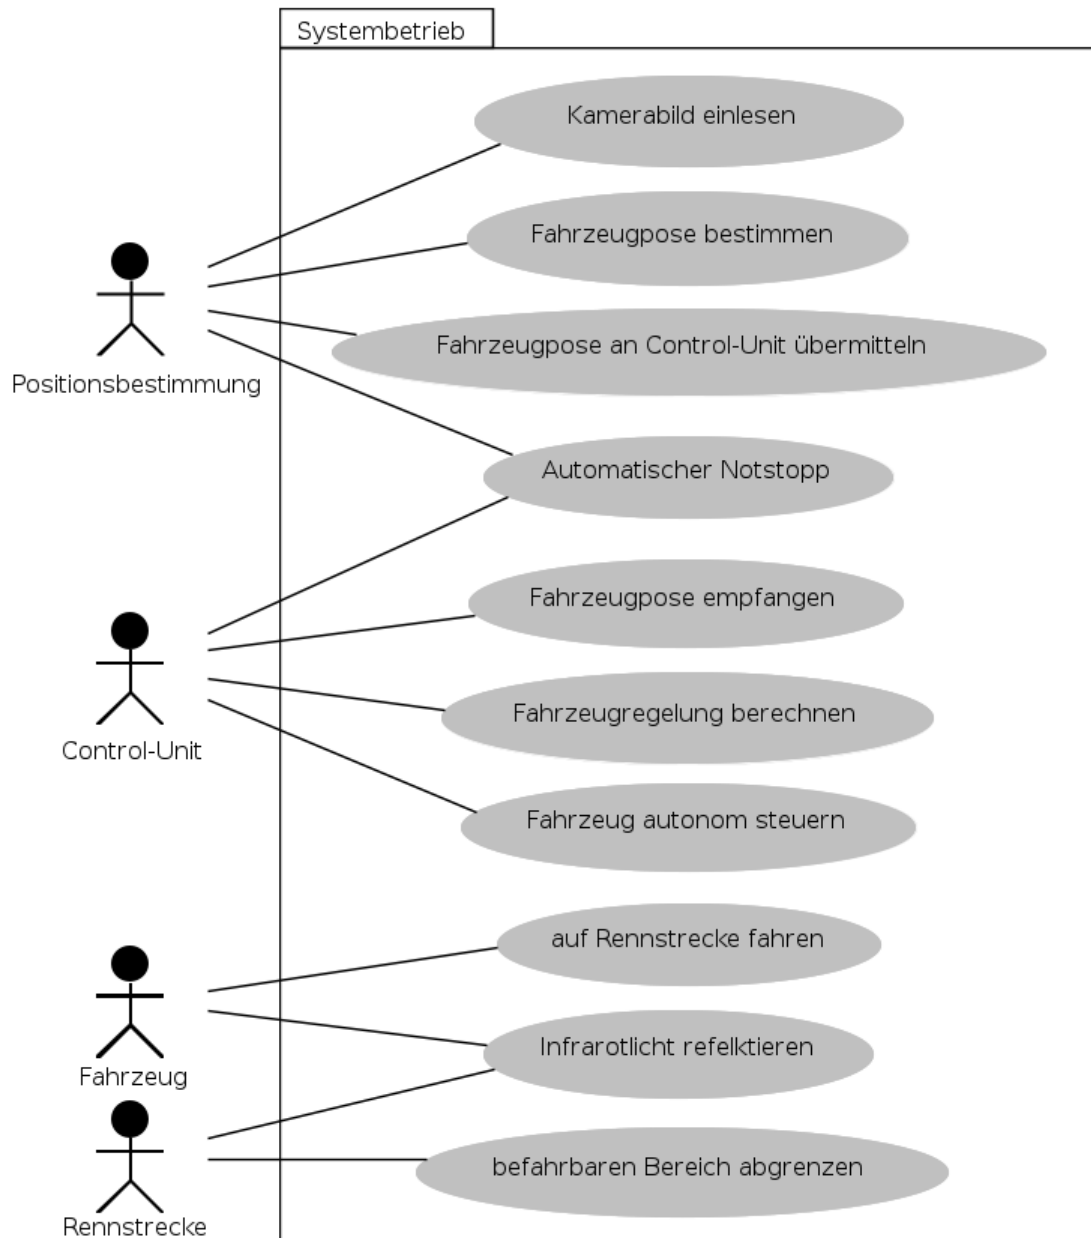 Systembetrieb
Kamerabild einlesen
Fahrzeugpose bestimmen
Fahrzeugpose an Control-Unit übermitteln
Positionsbestimmung
Automatischer Notstopp
Fahrzeugpose empfangen
Fahrzeugregelung berechnen
Control-Unit
Fahrzeug autonom steuern
auf Rennstrecke fahren
Infrarotlicht refelktieren
Fahrzeug
befahrbaren Bereich abgrenzen
Rennstrecke